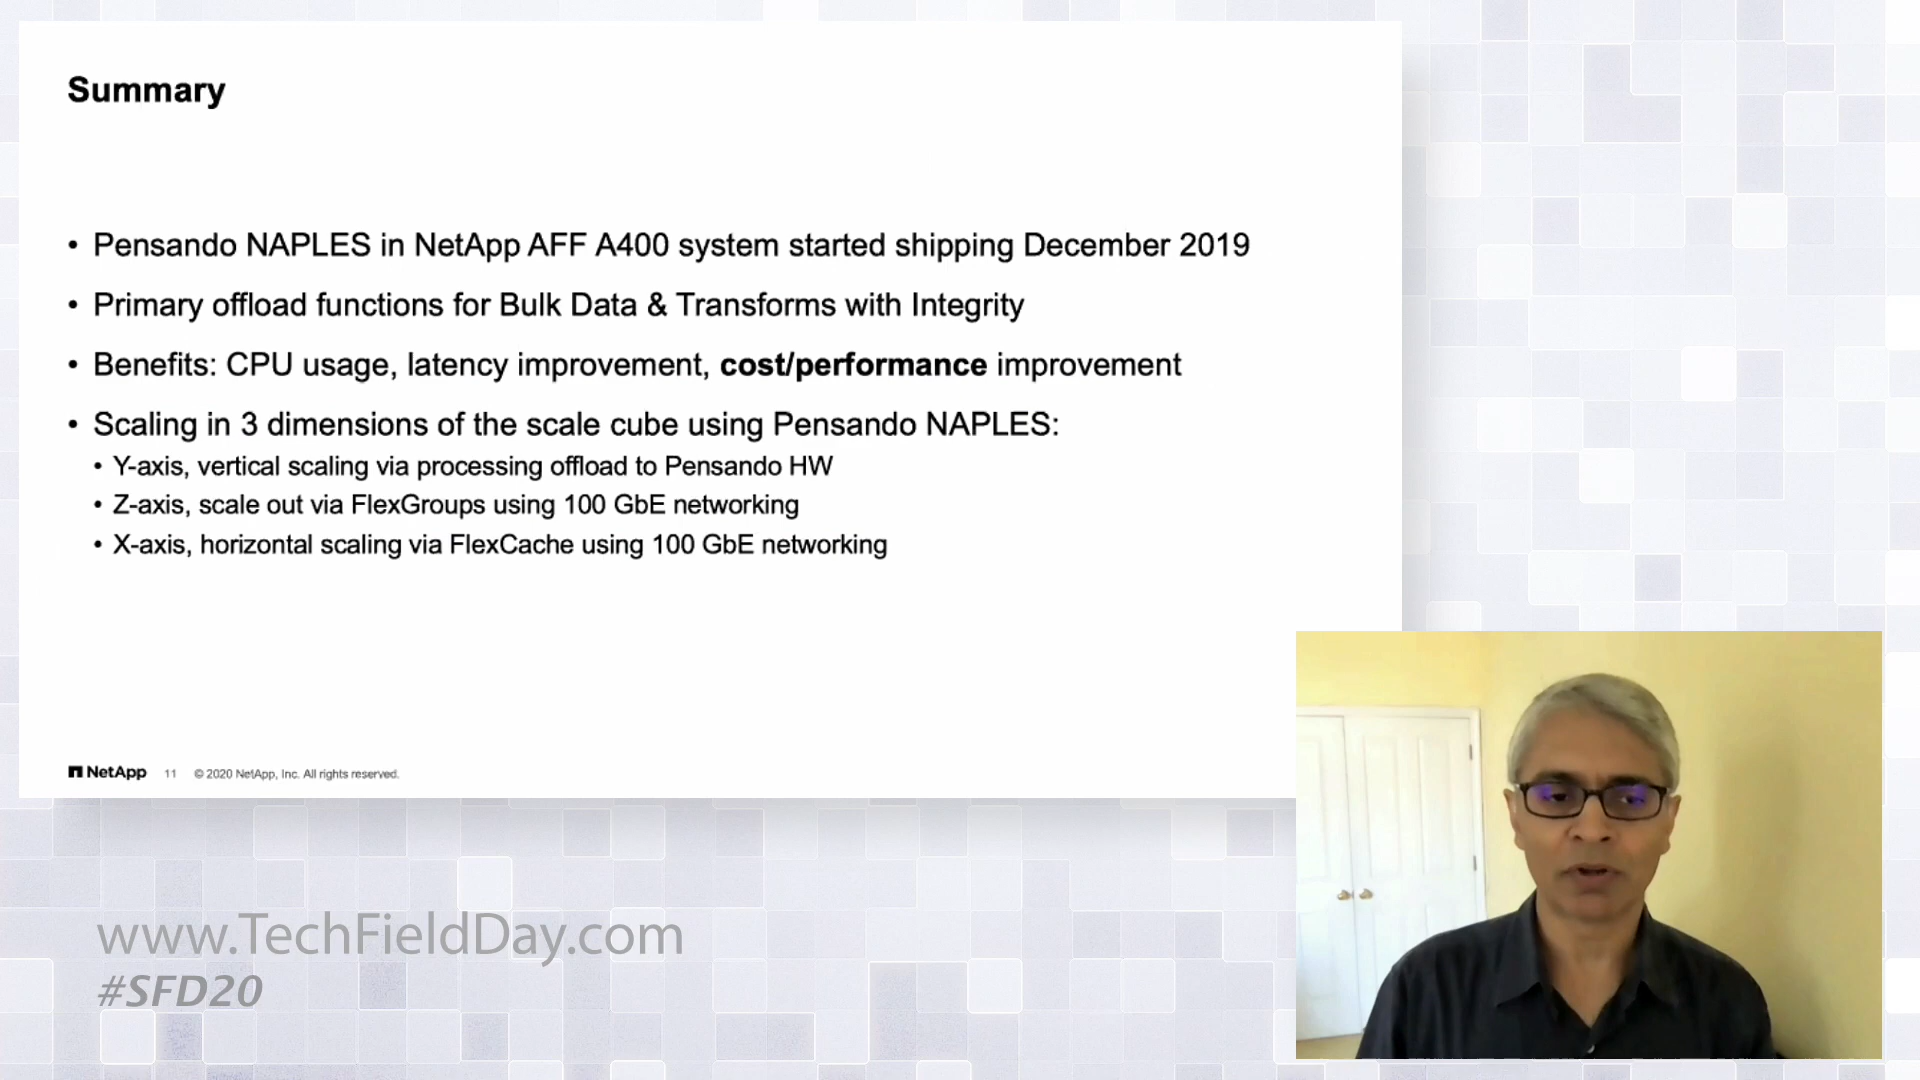 Summary
• Pensando NAPLES in NetApp AFF A400 system started shipping December 2019
• Primary offload functions for Bulk Data & Transforms with Integrity
• Benefits: CPU usage, latency improvement, cost/performance improvement
• Scaling in 3 dimensions of the scale cube using Pensando NAPLES:
• Y-axis, vertical scaling via processing offload to Pensando HW
• Z-axis, scale out via FlexGroups using 100 GbE networking
• X-axis, horizontal scaling via FlexCache using 100 GbE networking
NetApp 11 © 2020 NetApp, Inc. All rights reserved.
www.TechFieldDay.com
#SFD20